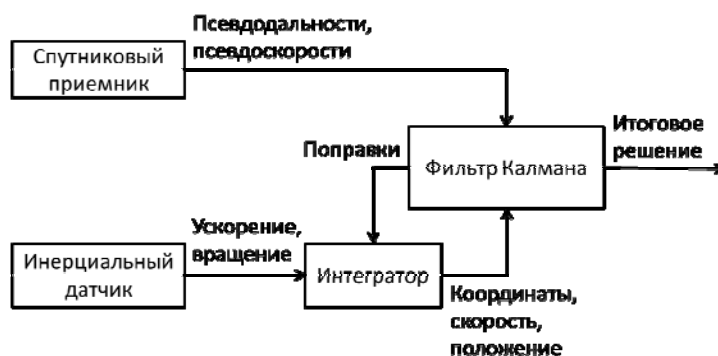 Псевдодальности,
псевдоскорости
Спутниковый
приемник
Итоговое
решение
Поправки
Фильтр Калмана
Ускорение,
вращение
Инерциальный
датчик
Интегратор
Координаты,
скорость,
положение